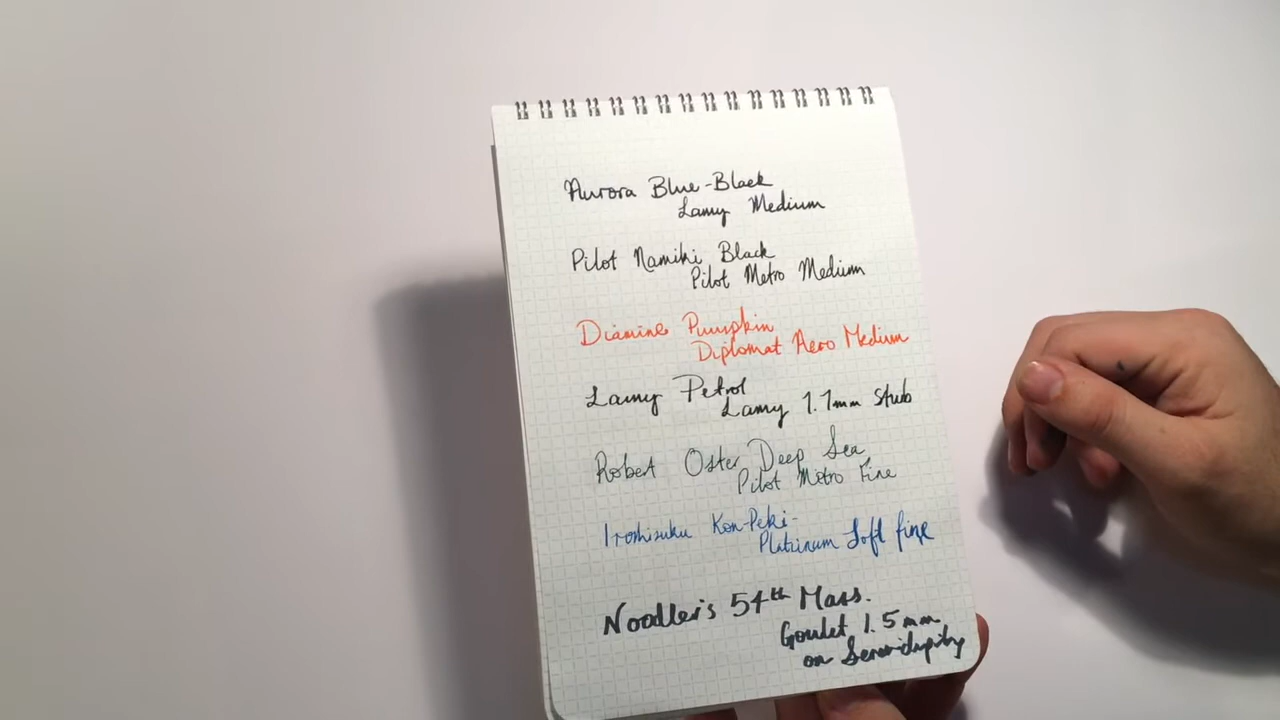 Aurora Blue-Black
Lamy Medium
Pilot Namiki Black
Pilot Metro Medium
Diamine Pumpkin
Diplomat Aero Medium
Lamy Petrol
Lamy 1.1mm Stub
Robert Oster Deep Sea
Pilot Metro Fine
Iroshizuku Kon-Peki-
Platinum Soft fine
Noodler's 54th Mass.
Goulet 1.5mm
on Serendipity